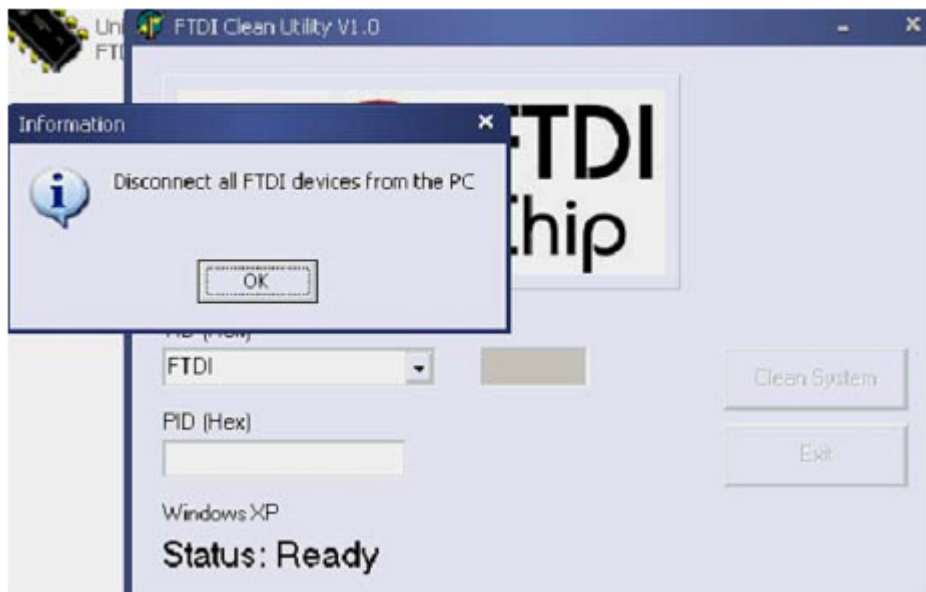 FTDI Clean Utility V1.0
Information
Disconnect all FTDI devices from the PC
OK
FTDI
Chip
FTDI
Clean System
PID (Hex)
Exit
Windows XP
Status: Ready